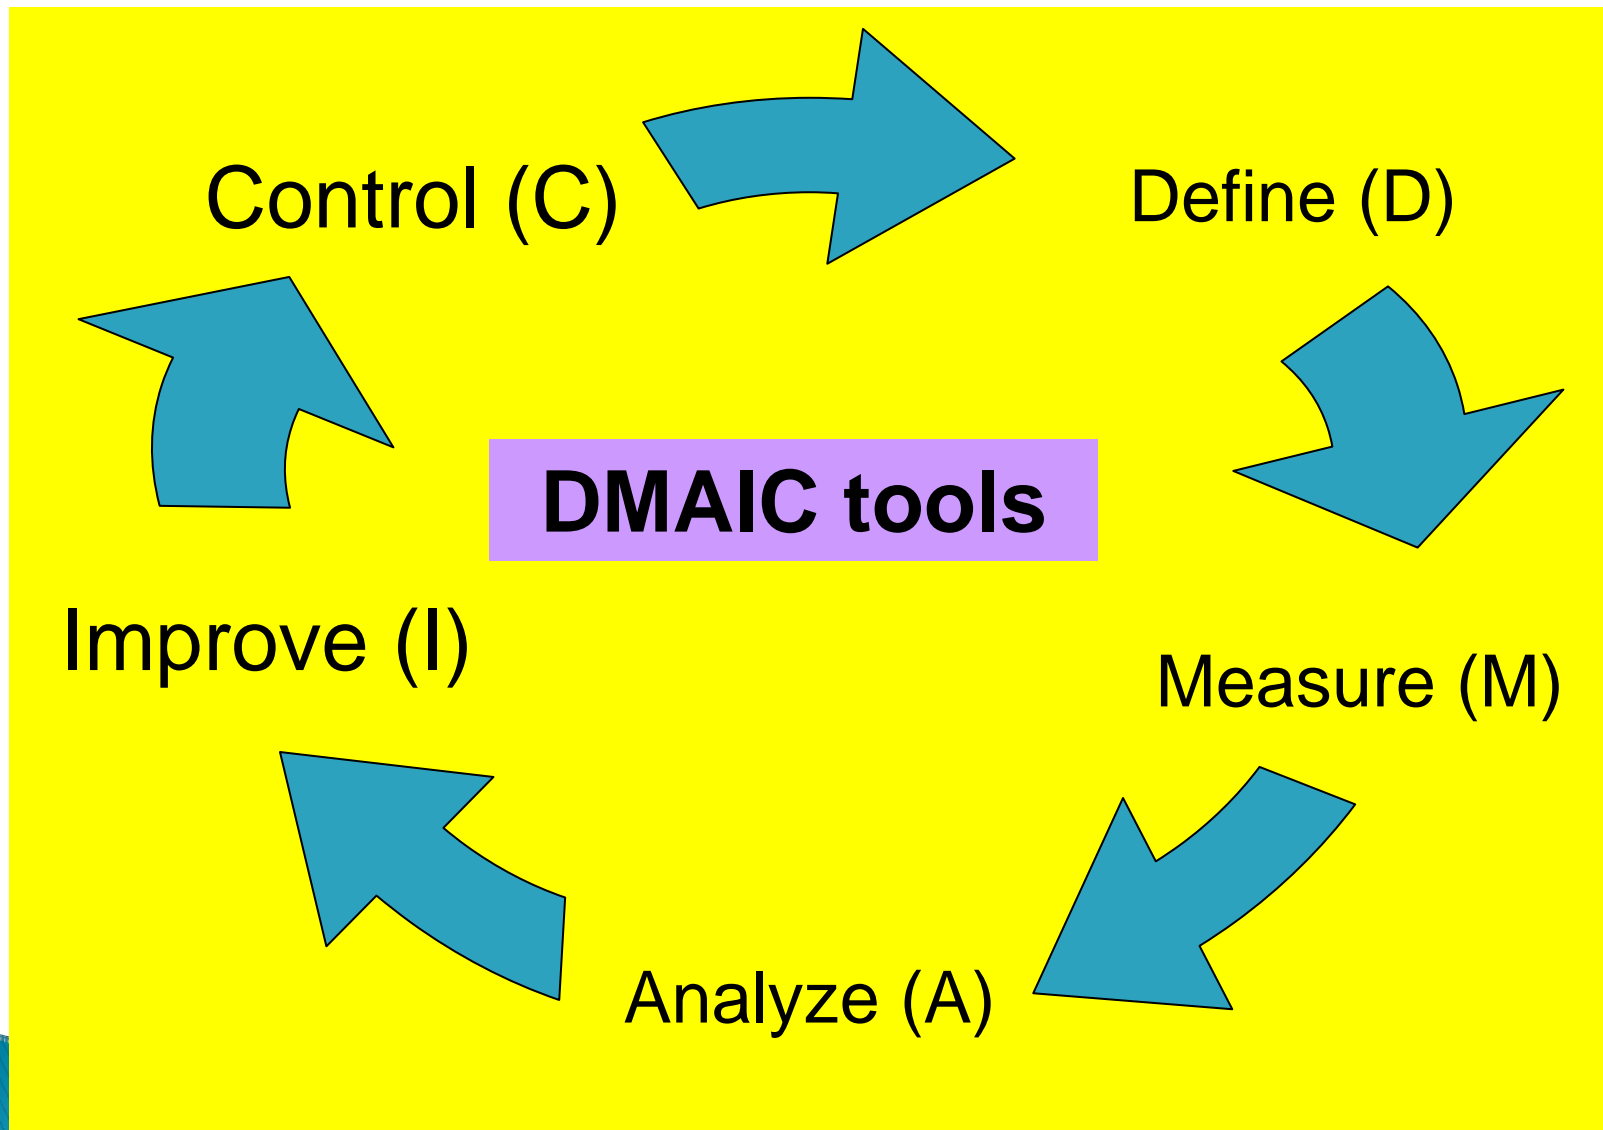 Control (C)
Define (D)
DMAIC tools
Improve (I)
Measure (M)
Analyze (A)